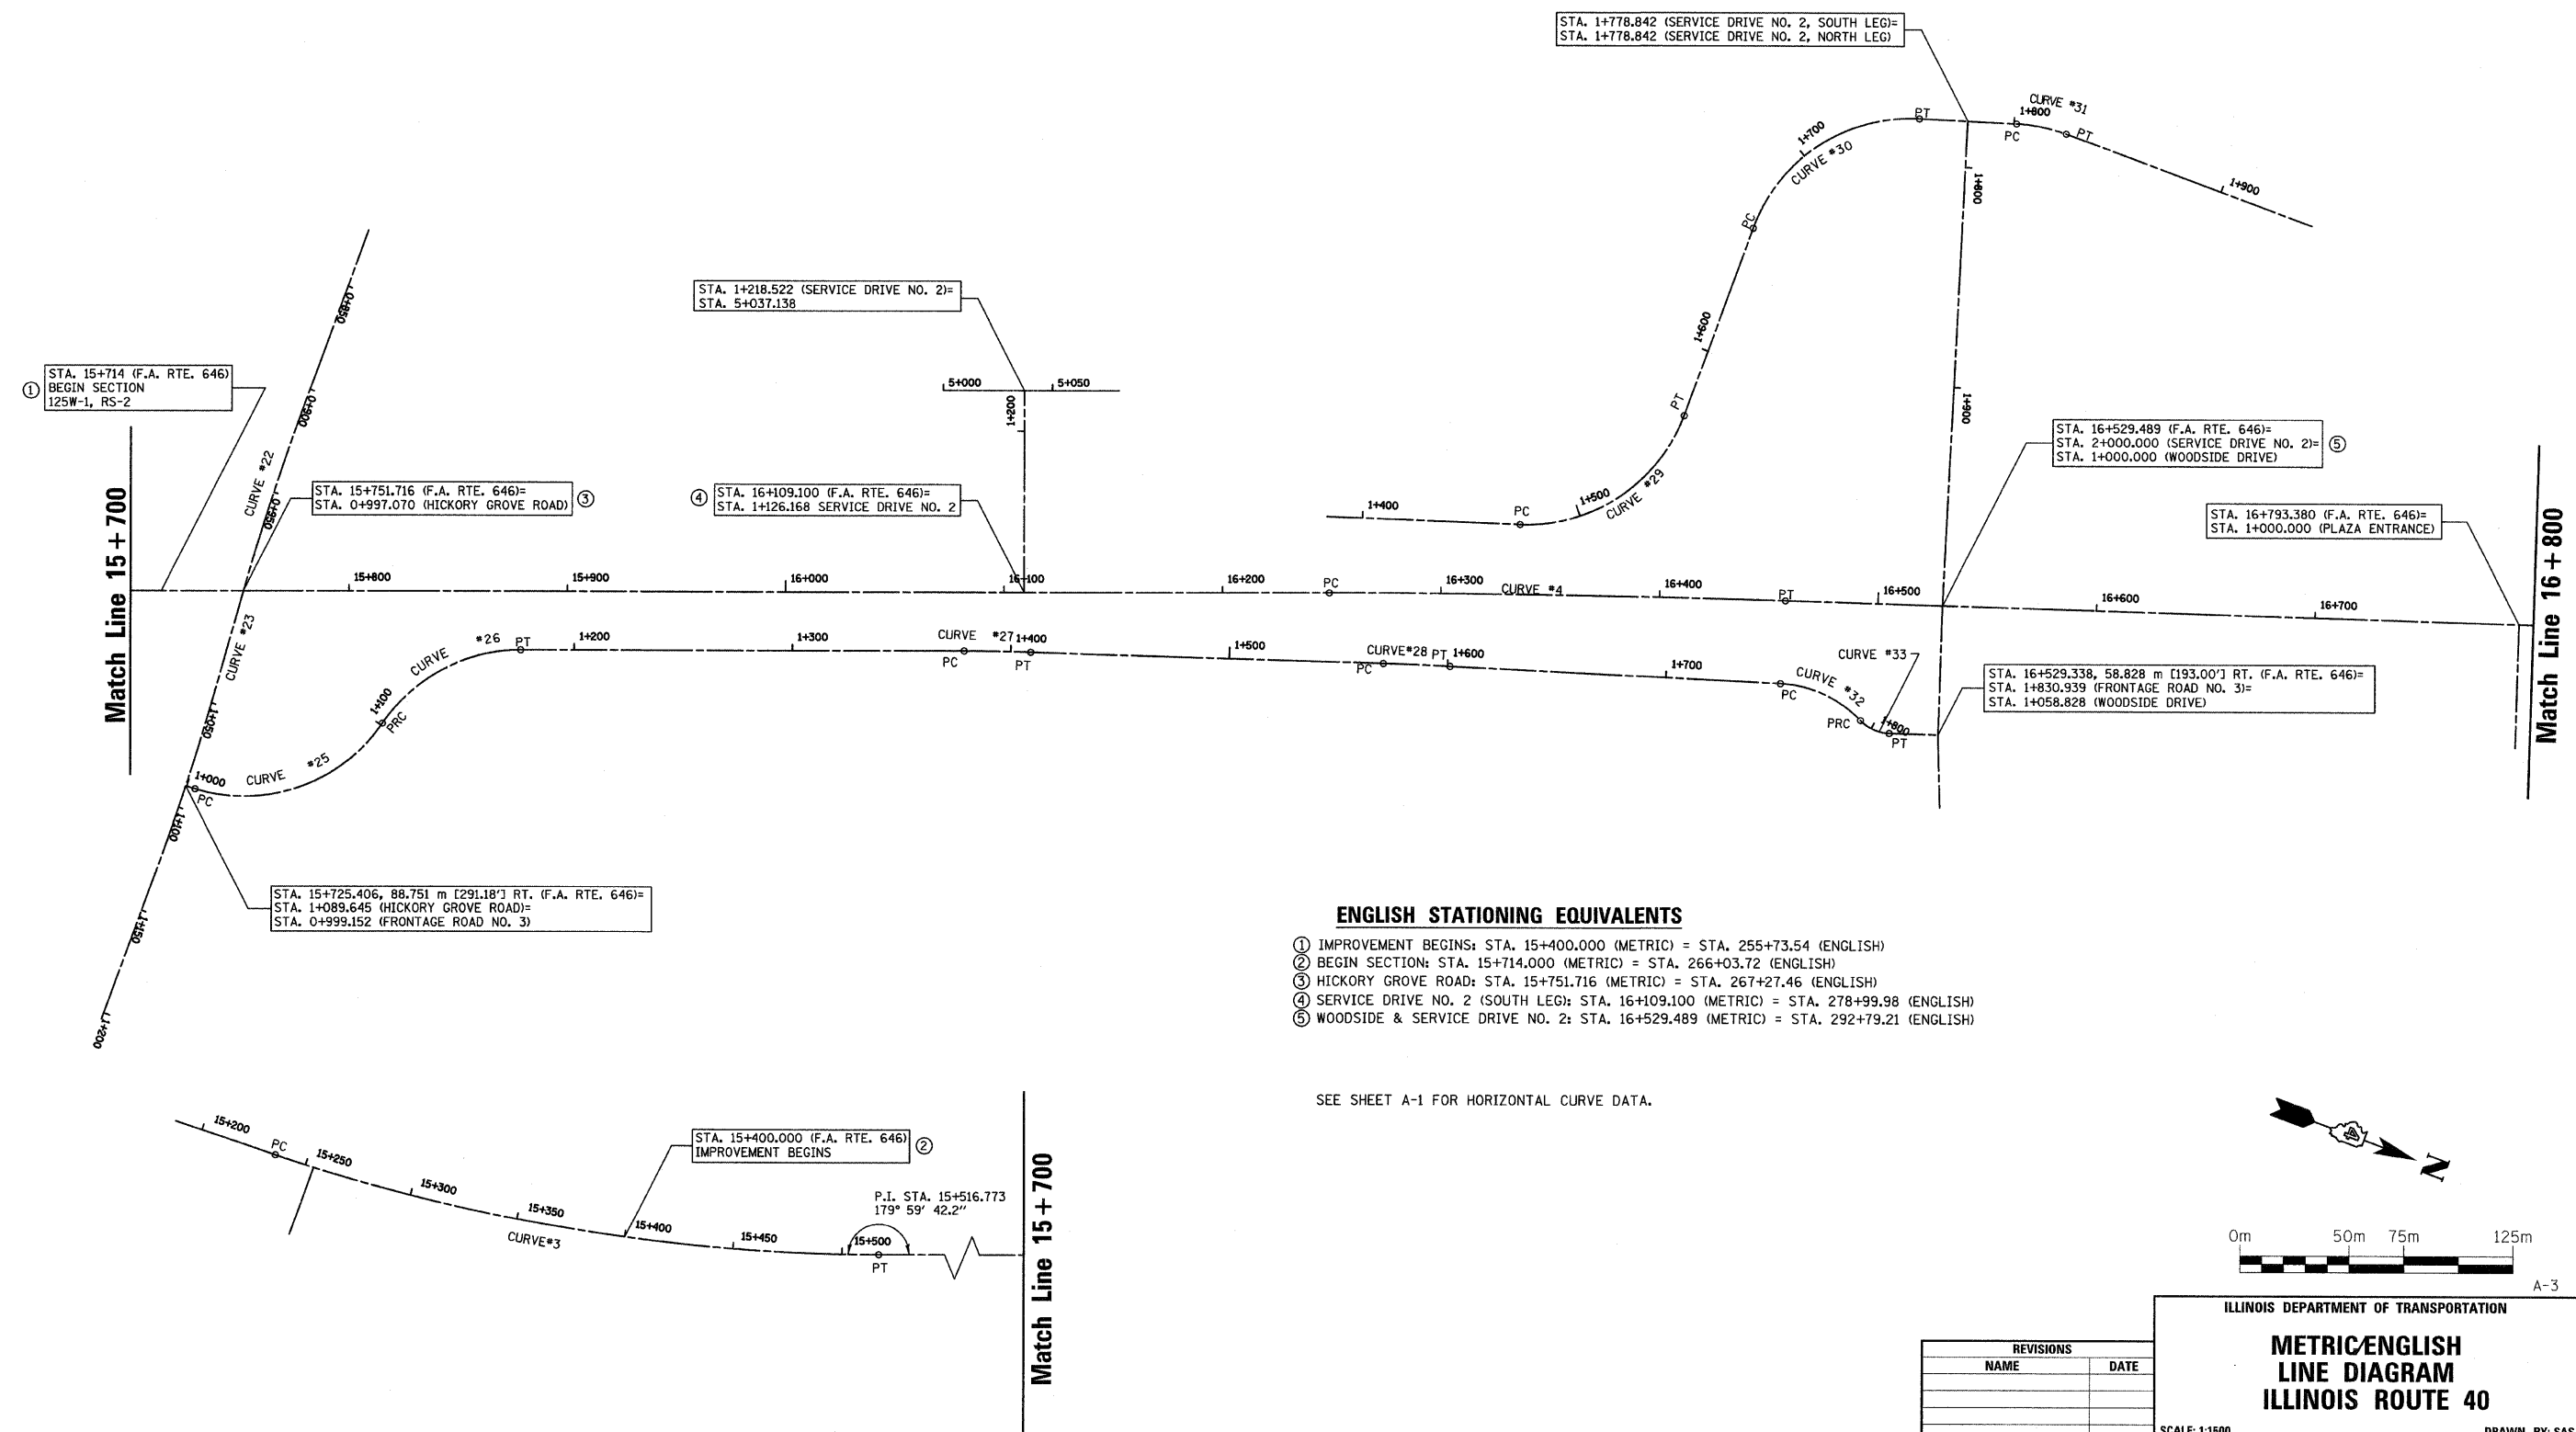 STA. 1+778.842 (SERVICE DRIVE NO. 2, SOUTH LEG)=
STA. 1+778.842 (SERVICE DRIVE NO. 2, NORTH LEG)
CURVE #31
1+800
PC
PT
PT
1+900
1+700
CURVE #30
PC
1+800
1+600
PT
1+900
CURVE #29
1+500
PC
1+400
STA. 1+218.522 (SERVICE DRIVE NO. 2)=
STA. 5+037.138
5+000
5+050
1+200
0+850
0+900
CURVE #22
0+950
STA. 15+714 (F.A. RTE. 646)
BEGIN SECTION
125W-1, RS-2
1
STA. 15+751.716 (F.A. RTE. 646)=
STA. 0+997.070 (HICKORY GROVE ROAD)
3
4
STA. 16+109.100 (F.A. RTE. 646)=
STA. 1+126.168 SERVICE DRIVE NO. 2
STA. 16+529.489 (F.A. RTE. 646)=
STA. 2+000.000 (SERVICE DRIVE NO. 2)=
STA. 1+000.000 (WOODSIDE DRIVE)
5
STA. 16+793.380 (F.A. RTE. 646)=
STA. 1+000.000 (PLAZA ENTRANCE)
Match Line 15+700
Match Line 16+800
15+800
15+900
16+000
16+100
16+200
PC
16+300
CURVE #4
16+400
PT
16+500
16+600
16+700
CURVE #23
1+050
1+000
PC
CURVE #25
1+100
PRC
CURVE #26
PT
1+200
1+300
CURVE #27
1+400
PC
PT
1+500
CURVE#28
PC
PT
1+600
1+700
PC
CURVE #32
PRC
CURVE #33
1+800
PT
STA. 16+529.338, 58.828 m [193.00'] RT. (F.A. RTE. 646)=
STA. 1+830.939 (FRONTAGE ROAD NO. 3)=
STA. 1+058.828 (WOODSIDE DRIVE)
1+100
1+150
1+200
STA. 15+725.406, 88.751 m [291.18'] RT. (F.A. RTE. 646)=
STA. 1+089.645 (HICKORY GROVE ROAD)=
STA. 0+999.152 (FRONTAGE ROAD NO. 3)
ENGLISH STATIONING EQUIVALENTS
1 IMPROVEMENT BEGINS: STA. 15+400.000 (METRIC) = STA. 255+73.54 (ENGLISH)
2 BEGIN SECTION: STA. 15+714.000 (METRIC) = STA. 266+03.72 (ENGLISH)
3 HICKORY GROVE ROAD: STA. 15+751.716 (METRIC) = STA. 267+27.46 (ENGLISH)
4 SERVICE DRIVE NO. 2 (SOUTH LEG): STA. 16+109.100 (METRIC) = STA. 278+99.98 (ENGLISH)
5 WOODSIDE & SERVICE DRIVE NO. 2: STA. 16+529.489 (METRIC) = STA. 292+79.21 (ENGLISH)
SEE SHEET A-1 FOR HORIZONTAL CURVE DATA.
15+200
PC
15+250
15+300
15+350
CURVE#3
15+400
15+450
15+500
PT
STA. 15+400.000 (F.A. RTE. 646)
IMPROVEMENT BEGINS
2
P.I. STA. 15+516.773
179° 59' 42.2"
Match Line 15+700
N
0m 50m 75m 125m
A-3
ILLINOIS DEPARTMENT OF TRANSPORTATION
METRIC/ENGLISH
LINE DIAGRAM
ILLINOIS ROUTE 40
REVISIONS
NAME DATE
SCALE: 1:1500
DRAWN BY: SAS